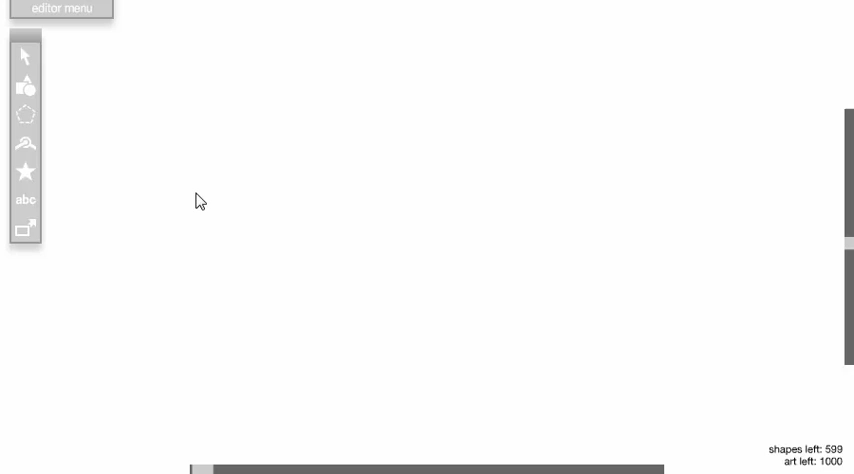 editor menu
abc
shapes left: 599
art left: 1000